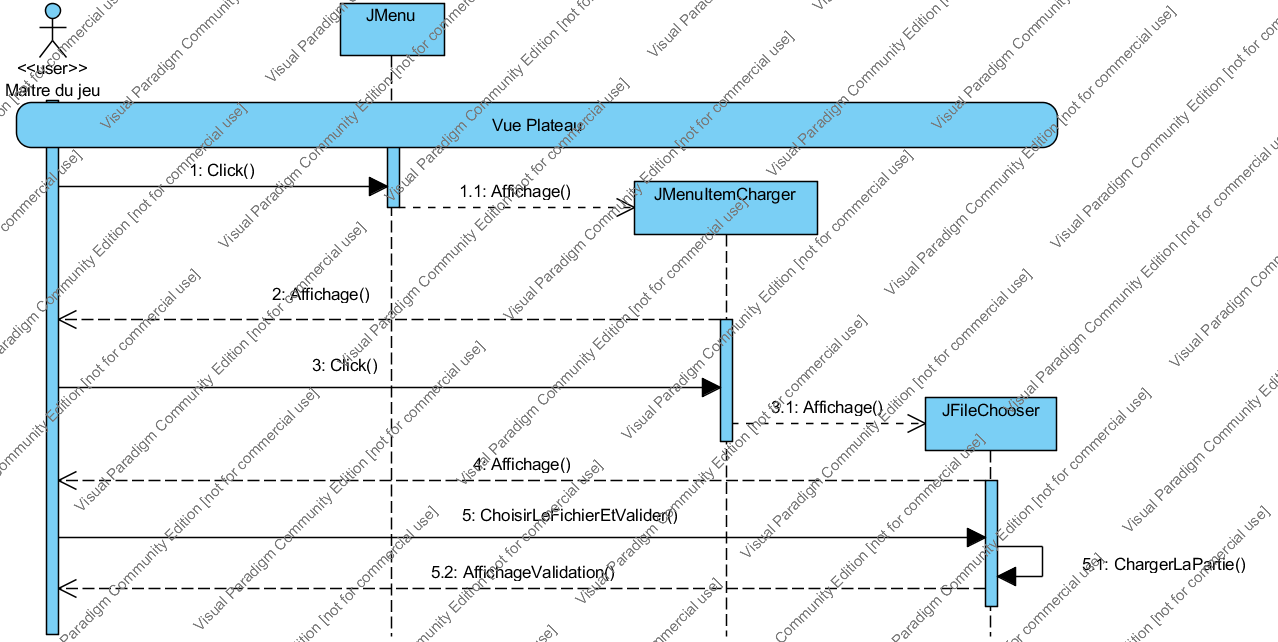 JMenu
<<user>>
Maitre du jeu
Vue Plateau
1: Click()
1.1: Affichage()
JMenuItemCharger
2: Affichage()
3: Click()
3.1: Affichage()
JFileChooser
4: Affichage()
5: ChoisirLeFichierEtValider()
5.1: ChargerLaPartie()
5.2: AffichageValidation()
Visual Paradigm Community Edition [not for commercial use]